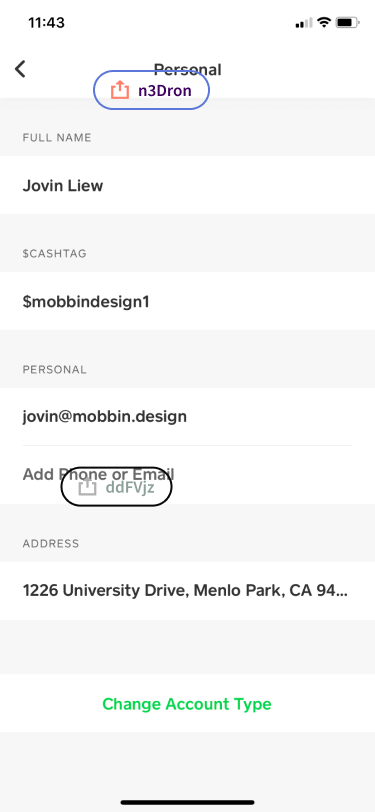 11:43
Personal
n3Dron
FULL NAME
Jovin Liew
$CASHTAG
$mobbindesign1
PERSONAL
jovin@mobbin.design
Add Phone or Email
ddFVjz
ADDRESS
1226 University Drive, Menlo Park, CA 94...
Change Account Type